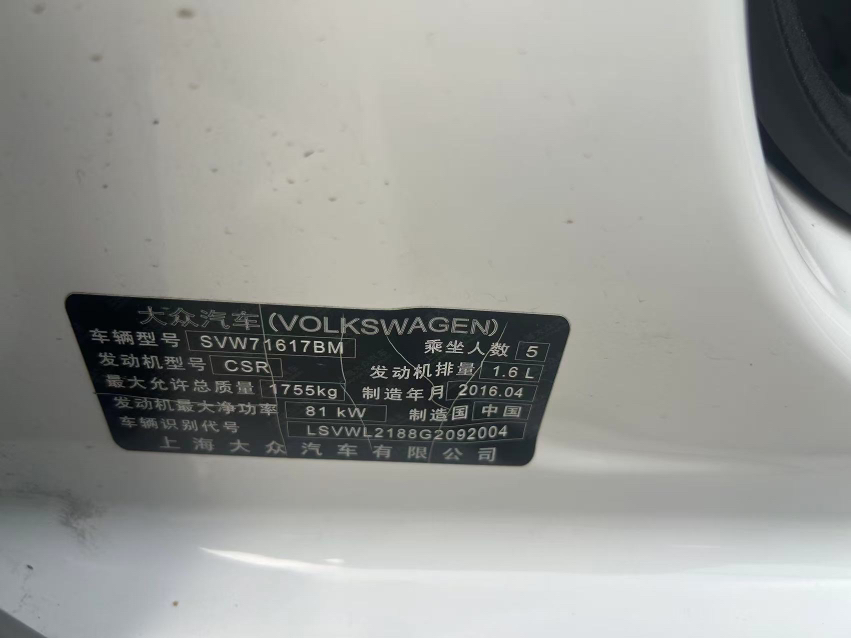 大众汽车(VOLKSWAGEN)
车辆型号 SVW71617BM 乘坐人数 5
发动机型号 CSR 发动机排量 1.6 L
最大允许总质量 1755kg 制造年月 2016.04
发动机最大净功率 81 kW 制造国 中国
车辆识别代号 LSVWL2188G2092004
上海大众汽车有限公司